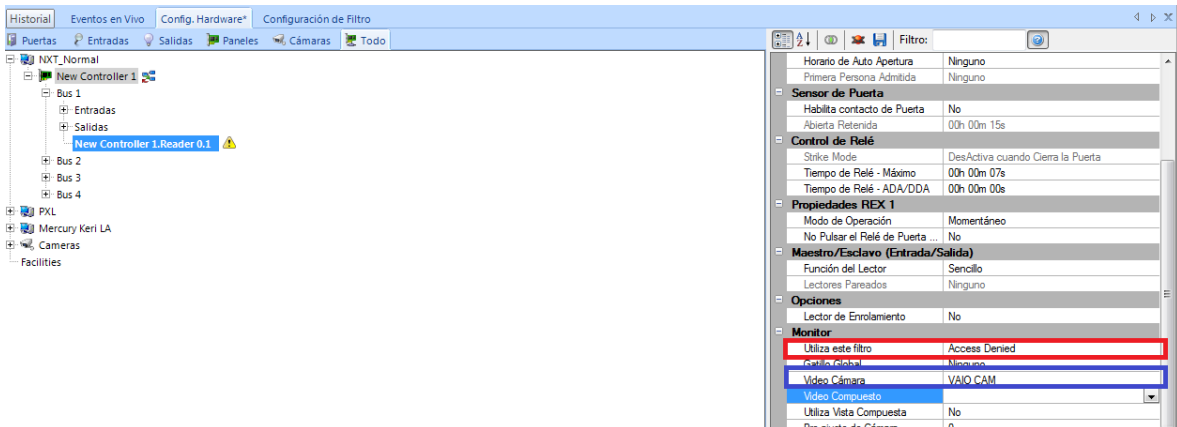 Historial Eventos en Vivo Config. Hardware* Configuración de Filtro
Puertas Entradas Salidas Paneles Cámaras Todo
Filtro:
NXT_Normal
New Controller 1
Bus 1
Entradas
Salidas
New Controller 1.Reader 0.1
Bus 2
Bus 3
Bus 4
PXL
Mercury Keri LA
Cameras
Facilities
Horario de Auto Apertura Ninguno
Primera Persona Admitida Ninguno
Sensor de Puerta
Habilita contacto de Puerta No
Abierta Retenida 00h 00m 15s
Control de Relé
Strike Mode DesActiva cuando Cierra la Puerta
Tiempo de Relé - Máximo 00h 00m 07s
Tiempo de Relé - ADA/DDA 00h 00m 00s
Propiedades REX 1
Modo de Operación Momentáneo
No Pulsar el Relé de Puerta ... No
Maestro/Esclavo (Entrada/Salida)
Función del Lector Sencillo
Lectores Pareados Ninguno
Opciones
Lector de Enrolamiento No
Monitor
Utiliza este filtro Access Denied
Gatillo Global Ninguno
Video Cámara VAIO CAM
Video Compuesto
Utiliza Vista Compuesta No
Pre ajuste de Cámara 0